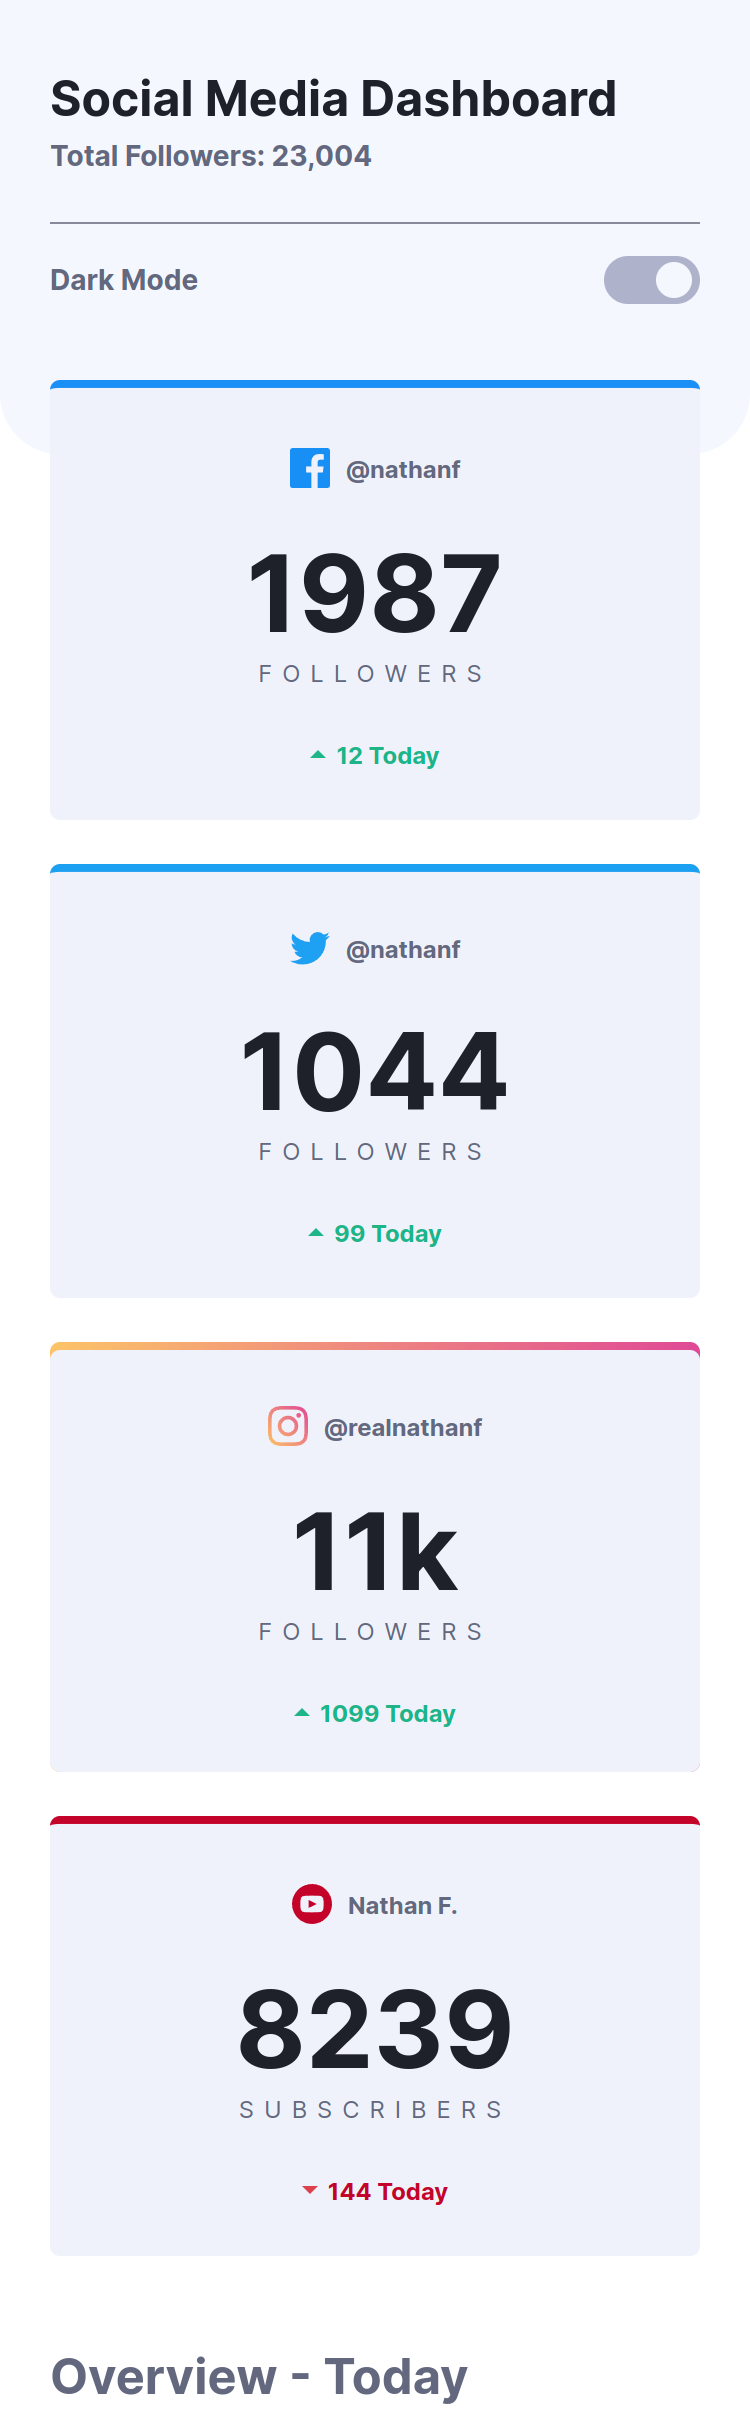 Social Media Dashboard
Total Followers: 23,004
Dark Mode
@nathanf
1987
FOLLOWERS
12 Today
@nathanf
1044
FOLLOWERS
99 Today
@realnathanf
11k
FOLLOWERS
1099 Today
Nathan F.
8239
SUBSCRIBERS
144 Today
Overview - Today